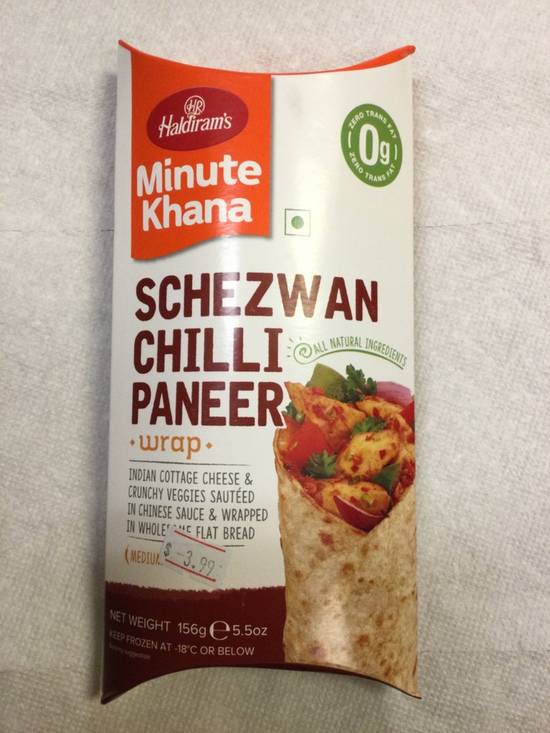 HR
Haldiram's
Minute
Khana
ZERO TRANS FAT
0g
ZERO TRANS FAT
SCHEZWAN
CHILLI
PANEER
wrap
ALL NATURAL INGREDIENTS
INDIAN COTTAGE CHEESE &
CRUNCHY VEGGIES SAUTÉED
IN CHINESE SAUCE & WRAPPED
IN FLAT BREAD
$ -3.99
NET WEIGHT 156g ℮ 5.5oz
KEEP FROZEN AT -18°C OR BELOW